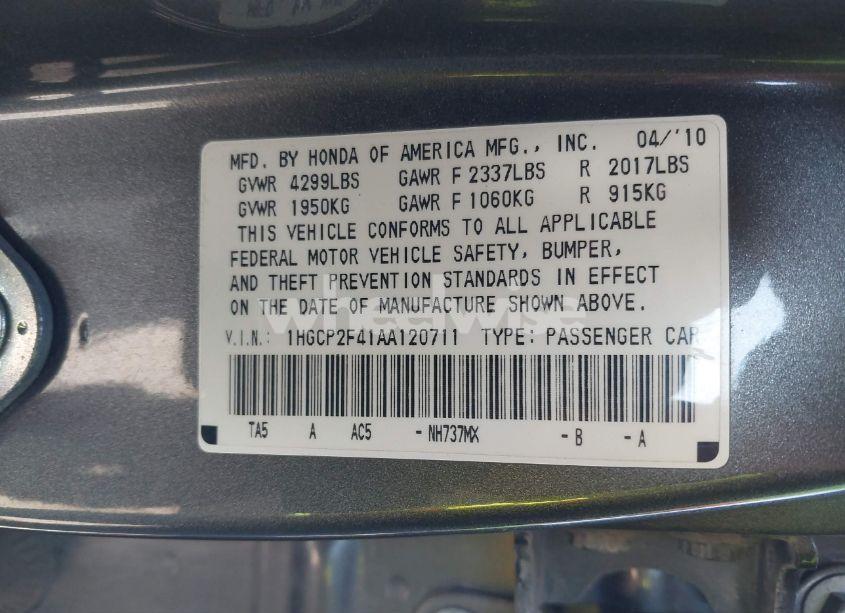 MFD. BY HONDA OF AMERICA MFG., INC. 04/'10
GVWR 4299LBS GAWR F 2337LBS R 2017LBS
GVWR 1950KG GAWR F 1060KG R 915KG
THIS VEHICLE CONFORMS TO ALL APPLICABLE
FEDERAL MOTOR VEHICLE SAFETY, BUMPER,
AND THEFT PREVENTION STANDARDS IN EFFECT
ON THE DATE OF MANUFACTURE SHOWN ABOVE.
wheelwise
V.I.N.: 1HGCP2F41AA120711 TYPE: PASSENGER CAR
TA5 A AC5 -NH737MX -B -A